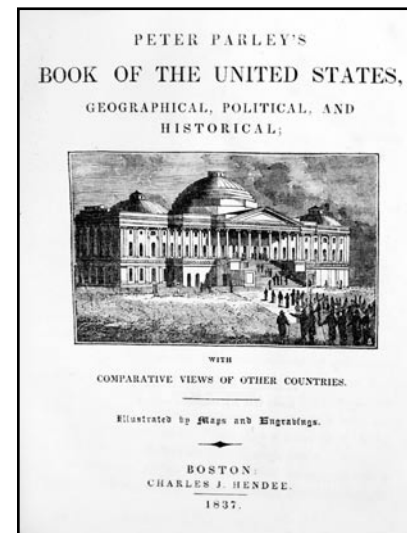 PETER PARLEY'S
BOOK OF THE UNITED STATES,
GEOGRAPHICAL, POLITICAL, AND
HISTORICAL;
WITH
COMPARATIVE VIEWS OF OTHER COUNTRIES.
Illustrated by Maps and Engravings.
BOSTON:
CHARLES J. HENDEE.
1837.